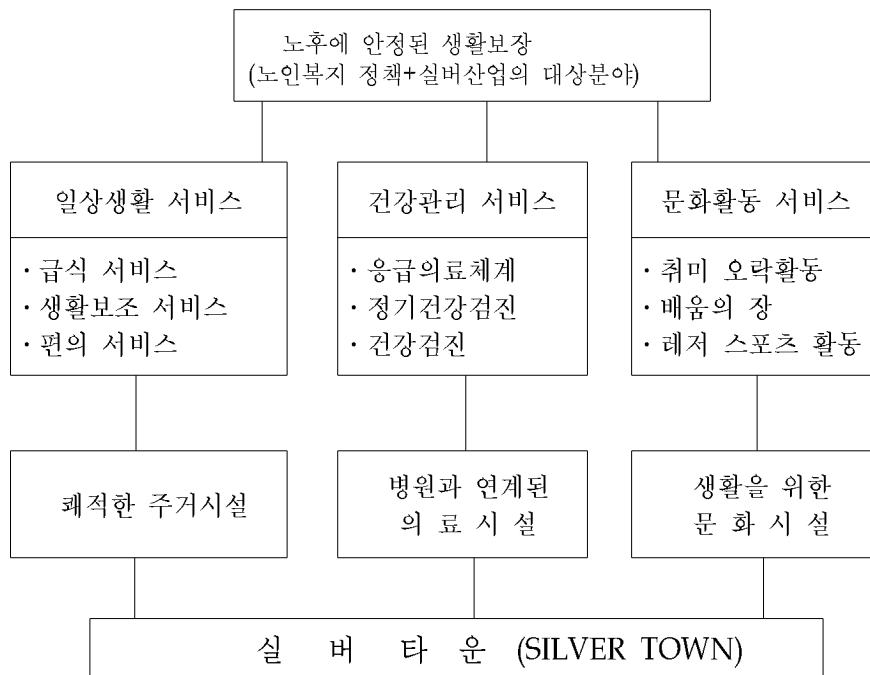 노후에 안정된 생활보장
(노인복지 정책+실버산업의 대상분야)
일상생활 서비스
· 급식 서비스
· 생활보조 서비스
· 편의 서비스
건강관리 서비스
· 응급의료체계
· 정기건강검진
· 건강검진
문화활동 서비스
· 취미 오락활동
· 배움의 장
· 레저 스포츠 활동
쾌적한 주거시설
병원과 연계된
의 료 시 설
생활을 위한
문 화 시 설
실 버 타 운 (SILVER TOWN)